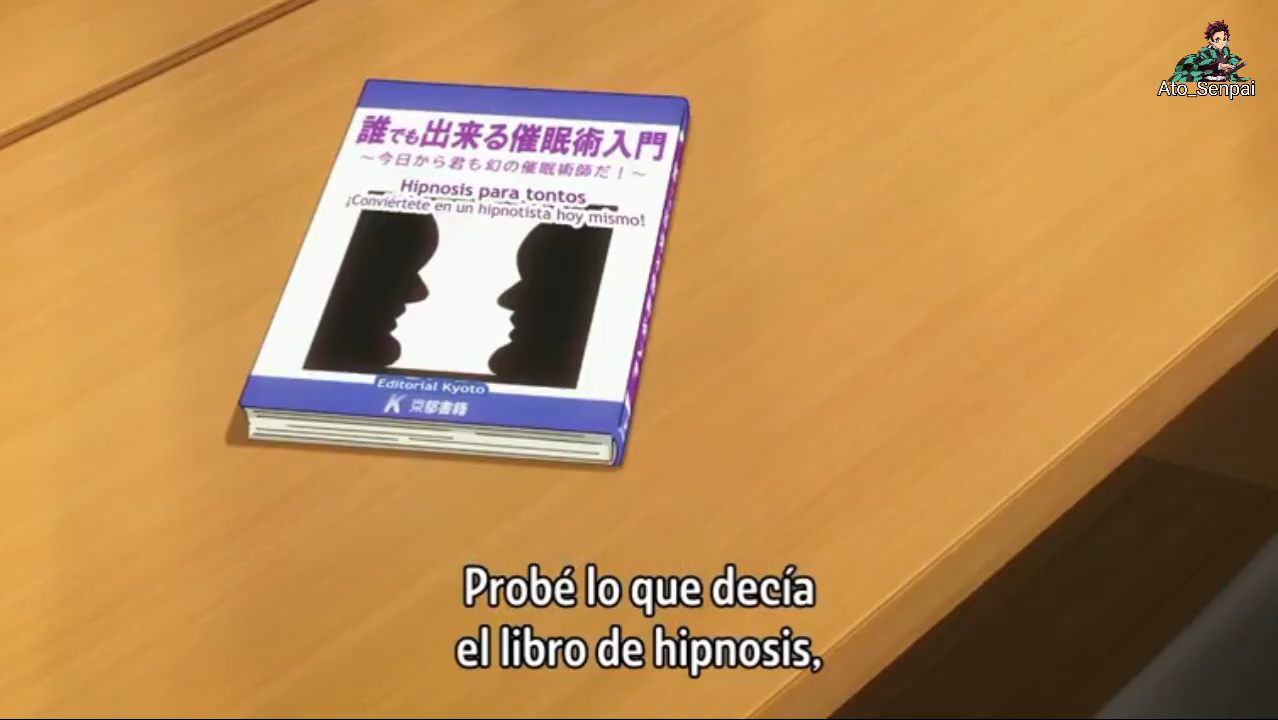 Ato_Senpai
誰でも出来る催眠術入門
～今日から君も幻の催眠術師だ！～
Hipnosis para tontos
¡Conviértete en un hipnotista hoy mismo!
Editorial Kyoto
K 京都書籍
Probé lo que decía
el libro de hipnosis,